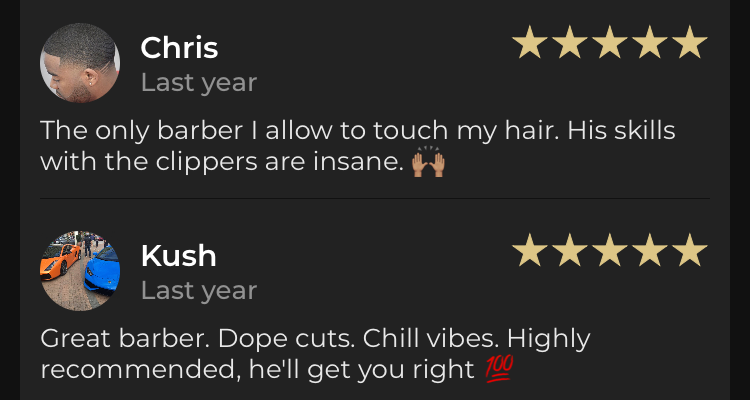 Chris
Last year
The only barber I allow to touch my hair. His skills
with the clippers are insane. 🙌🏽
Kush
Last year
Great barber. Dope cuts. Chill vibes. Highly
recommended, he'll get you right 💯